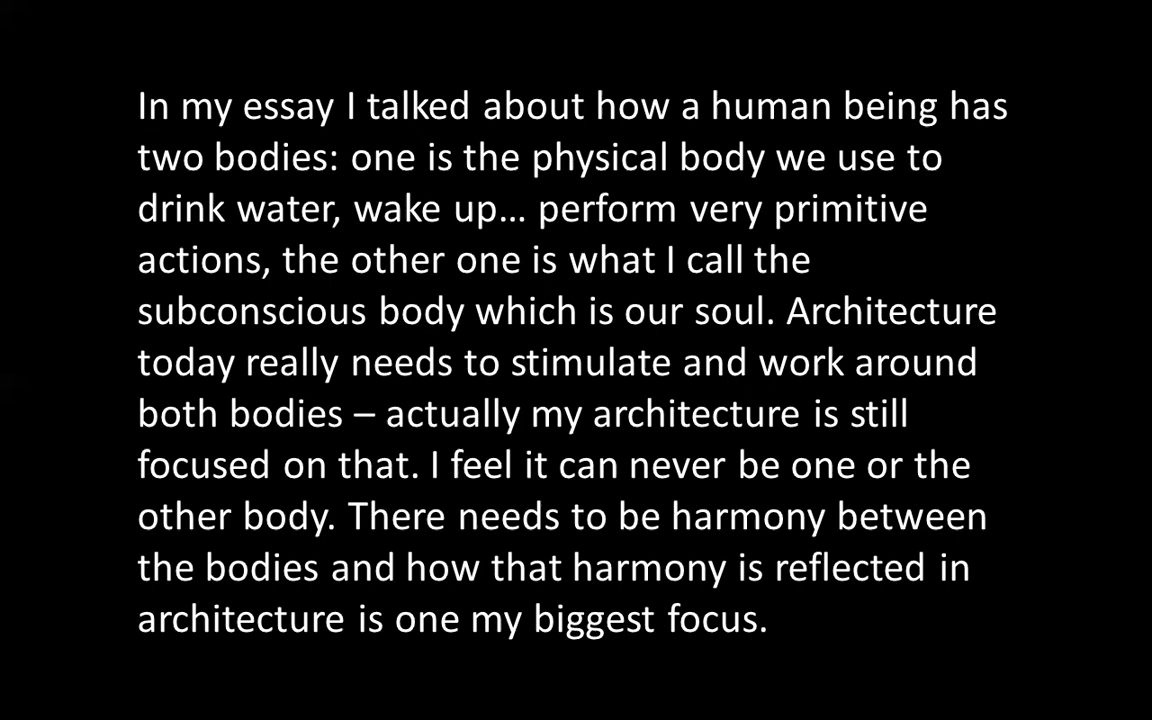 In my essay I talked about how a human being has
two bodies: one is the physical body we use to
drink water, wake up… perform very primitive
actions, the other one is what I call the
subconscious body which is our soul. Architecture
today really needs to stimulate and work around
both bodies – actually my architecture is still
focused on that. I feel it can never be one or the
other body. There needs to be harmony between
the bodies and how that harmony is reflected in
architecture is one my biggest focus.